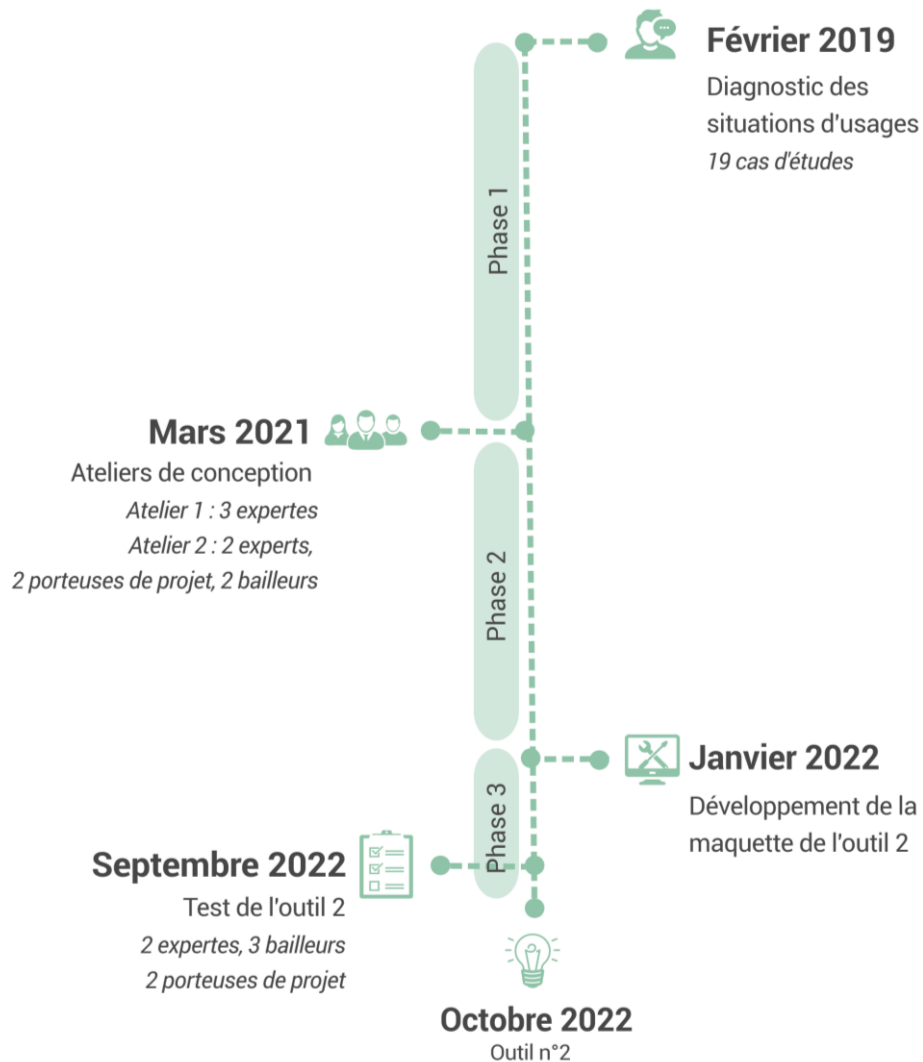 Février 2019
Diagnostic des
situations d'usages
19 cas d'études
Phase 1
Mars 2021
Ateliers de conception
Atelier 1 : 3 expertes
Atelier 2 : 2 experts,
2 porteuses de projet, 2 bailleurs
Phase 2
Janvier 2022
Développement de la
maquette de l'outil 2
Phase 3
Septembre 2022
Test de l'outil 2
2 expertes, 3 bailleurs
2 porteuses de projet
Octobre 2022
Outil n°2